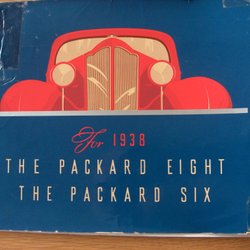 For 1938
THE PACKARD EIGHT
THE PACKARD SIX